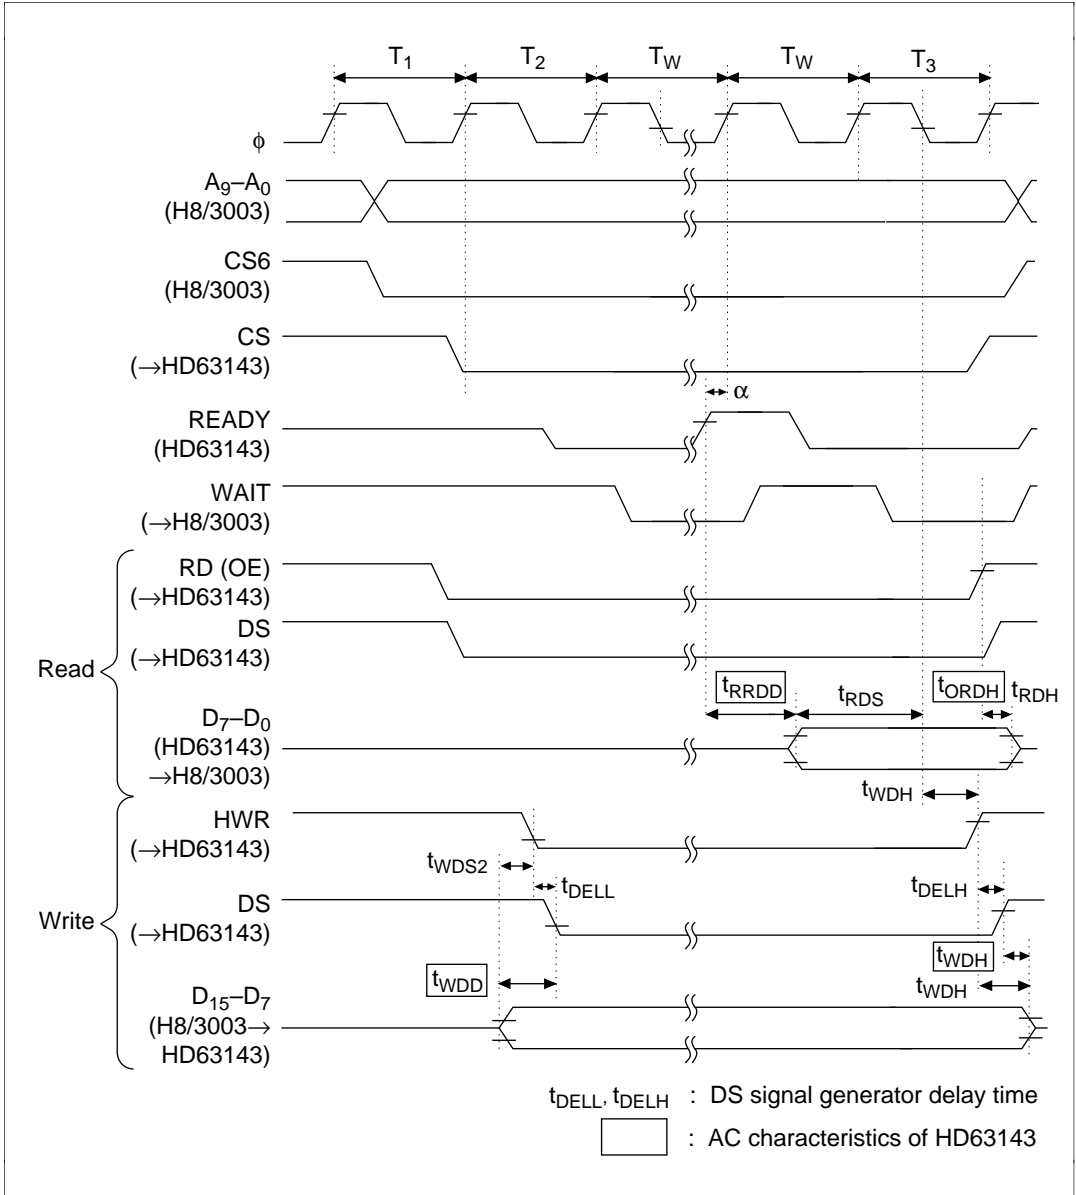 T1 T2 TW TW T3
ϕ
A9–A0
(H8/3003)
CS6
(H8/3003)
CS
(→HD63143)
α
READY
(HD63143)
WAIT
(→H8/3003)
Read
RD (OE)
(→HD63143)
DS
(→HD63143)
tRRDD tRDS tORDH tRDH
D7–D0
(HD63143)
→H8/3003)
tWDH
Write
HWR
(→HD63143)
tWDS2
tDELL tDELH
DS
(→HD63143)
tWDH
tWDD tWDH
D15–D7
(H8/3003→
HD63143)
tDELL, tDELH : DS signal generator delay time
: AC characteristics of HD63143